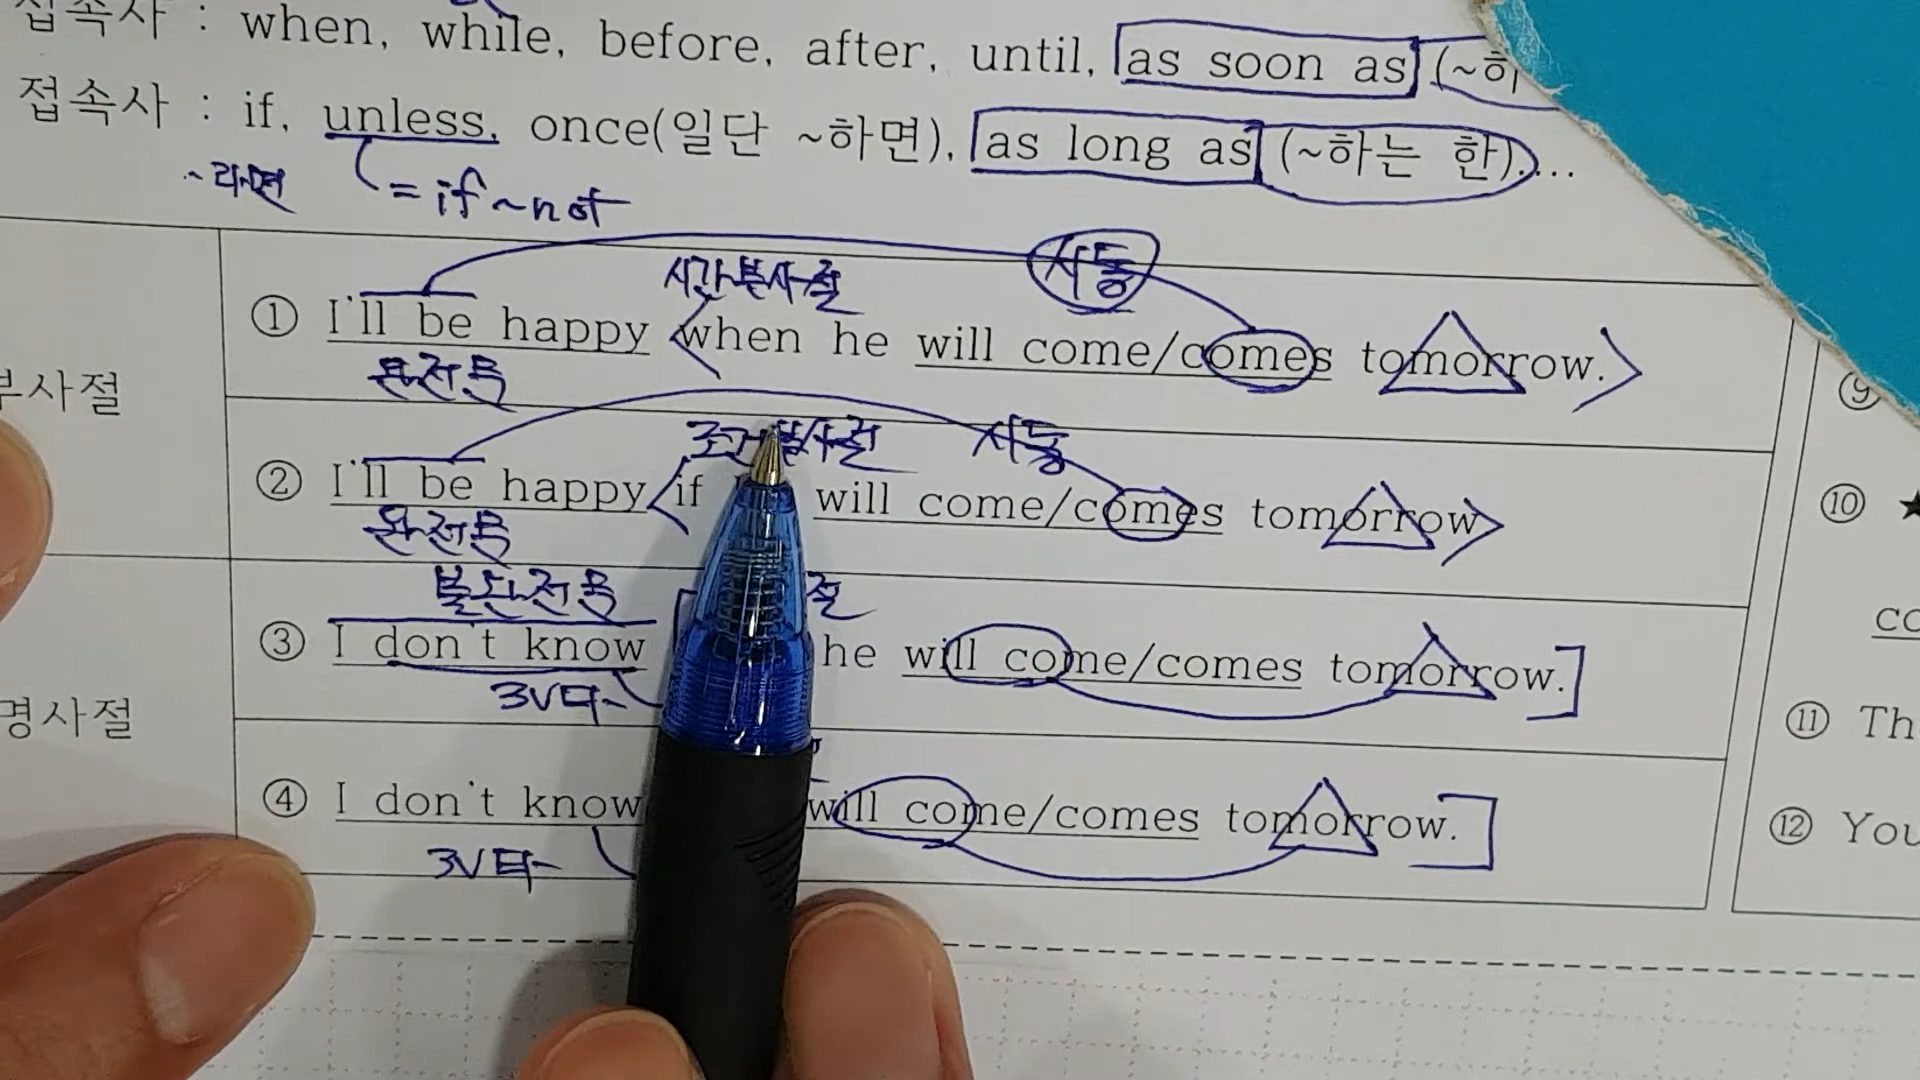 접속사 : when, while, before, after, until, as soon as (~하
접속사 : if, unless, once(일단 ~하면), as long as (~하는 한)....
~라면 = if ~not
시간부사절 시동
① I'll be happy when he will come/comes tomorrow.
완전문
부사절
조건부사절 시동
② I'll be happy if will come/comes tomorrow
완전문
불완전문 절
③ I don't know he will come/comes tomorrow.
3V다
명사절
④ I don't know will come/comes tomorrow.
3V다
⑨
⑩ ★
co
⑪ Th
⑫ You